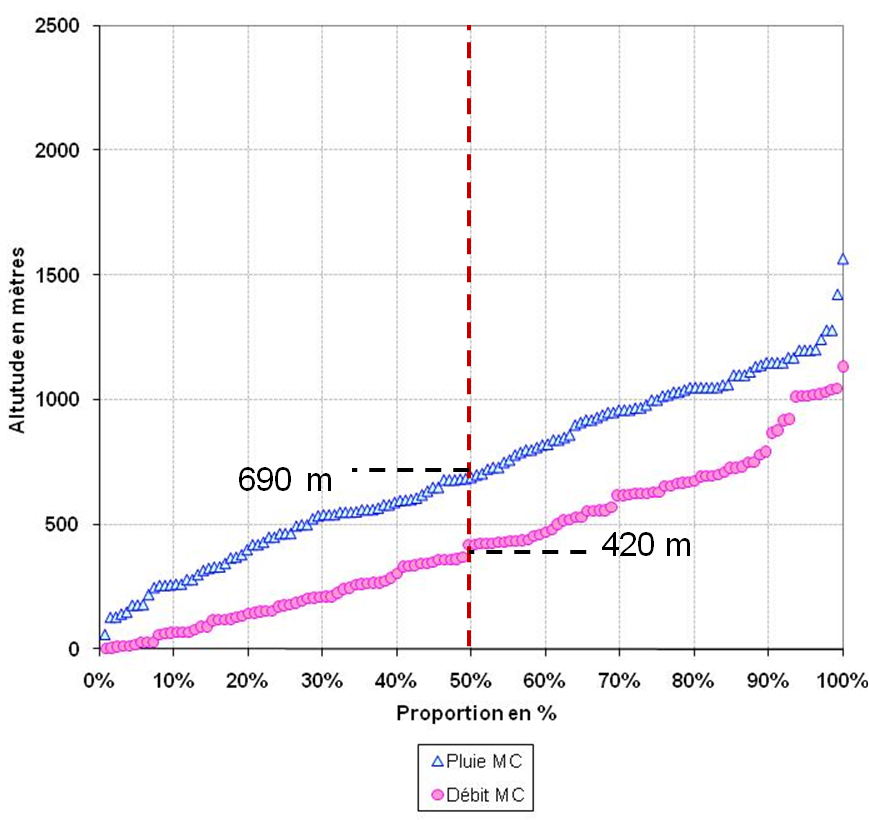 2500
2000
1500
1000
500
0
Altutude en mètres
690 m
420 m
0% 10% 20% 30% 40% 50% 60% 70% 80% 90% 100%
Proportion en %
Pluie MC
Débit MC